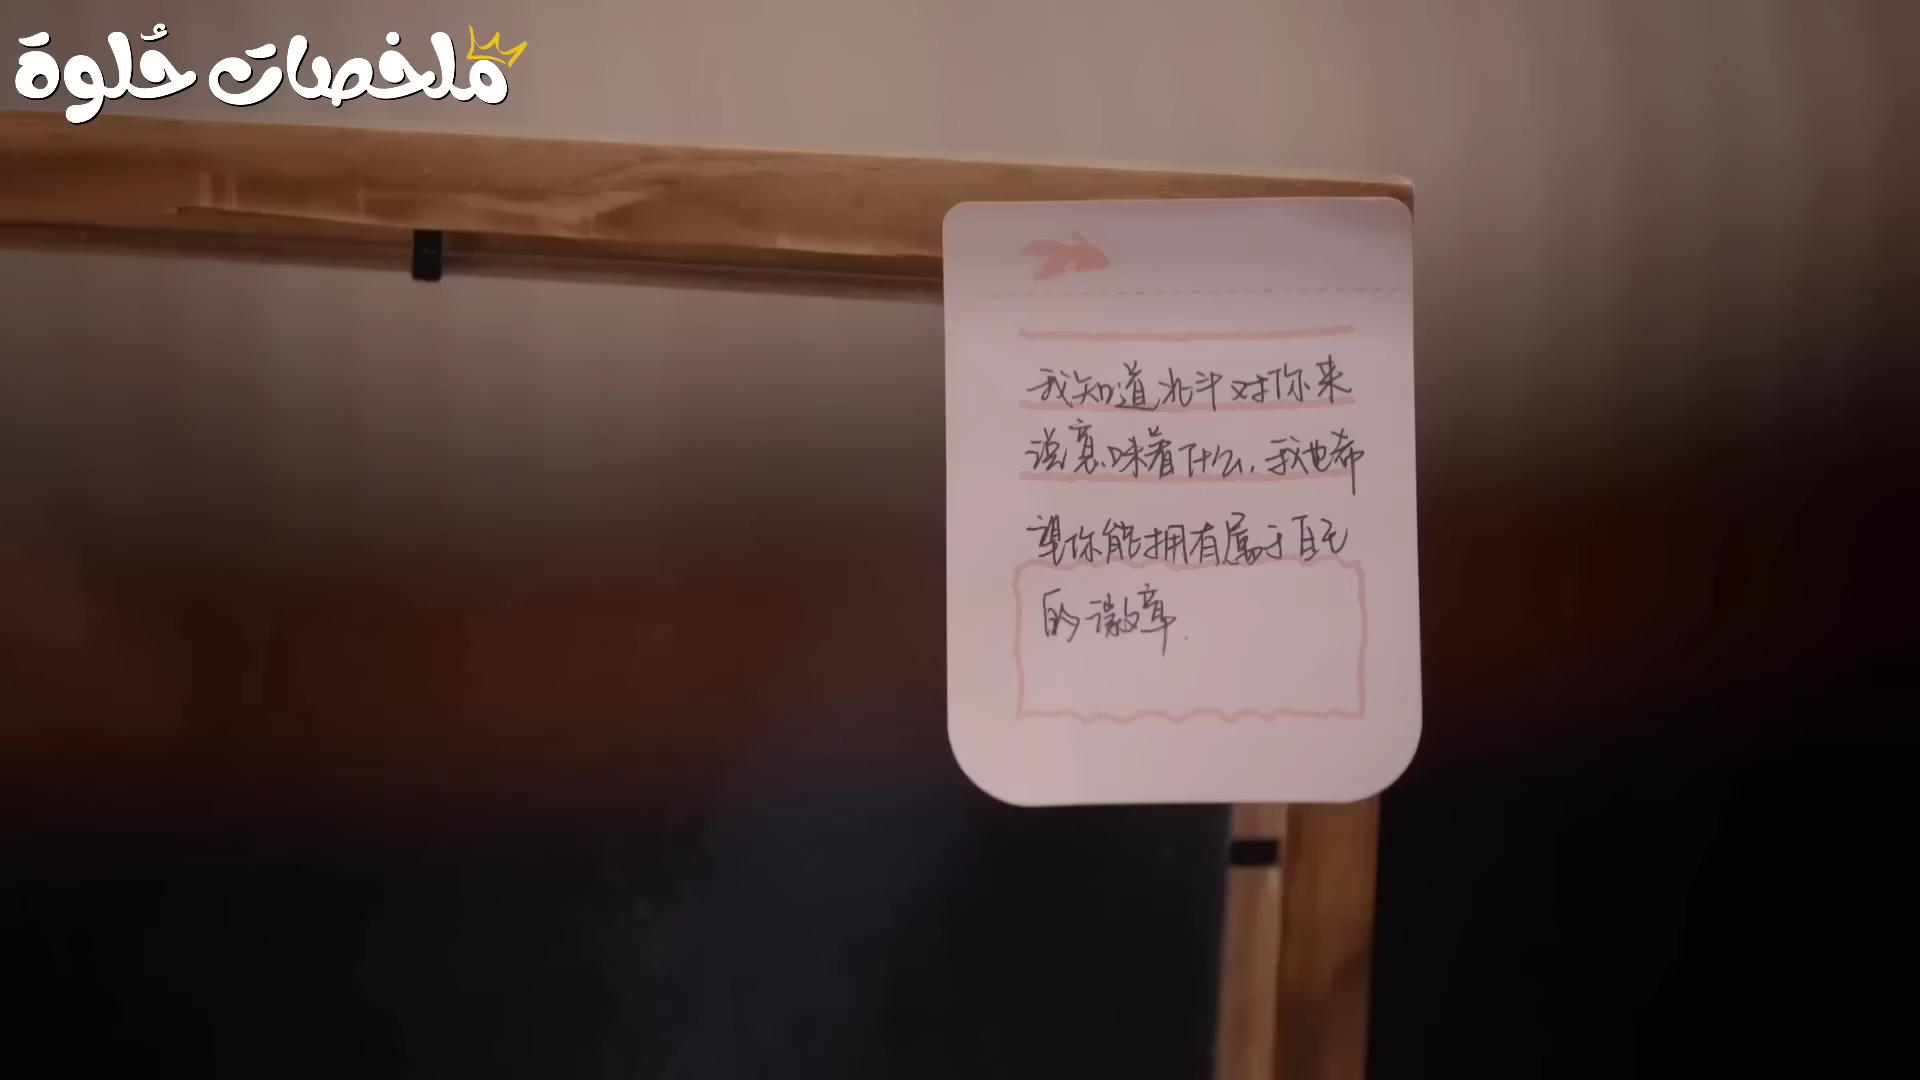 ملخصات حُلوة
我知道北斗对你来
说意味着什么,我也希
望你能拥有属于自己
的徽章.